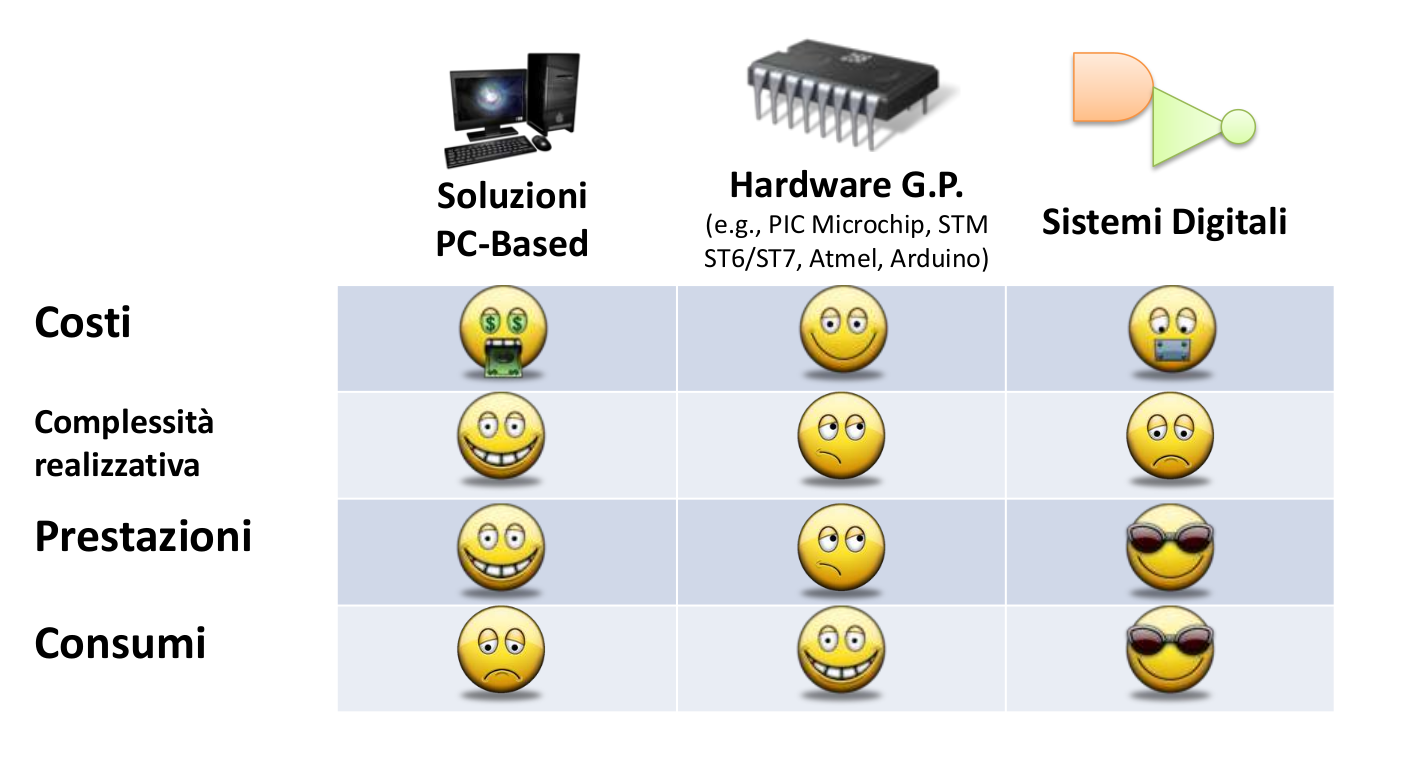 Soluzioni
PC-Based
Hardware G.P.
(e.g., PIC Microchip, STM
ST6/ST7, Atmel, Arduino)
Sistemi Digitali
Costi
Complessità
realizzativa
Prestazioni
Consumi